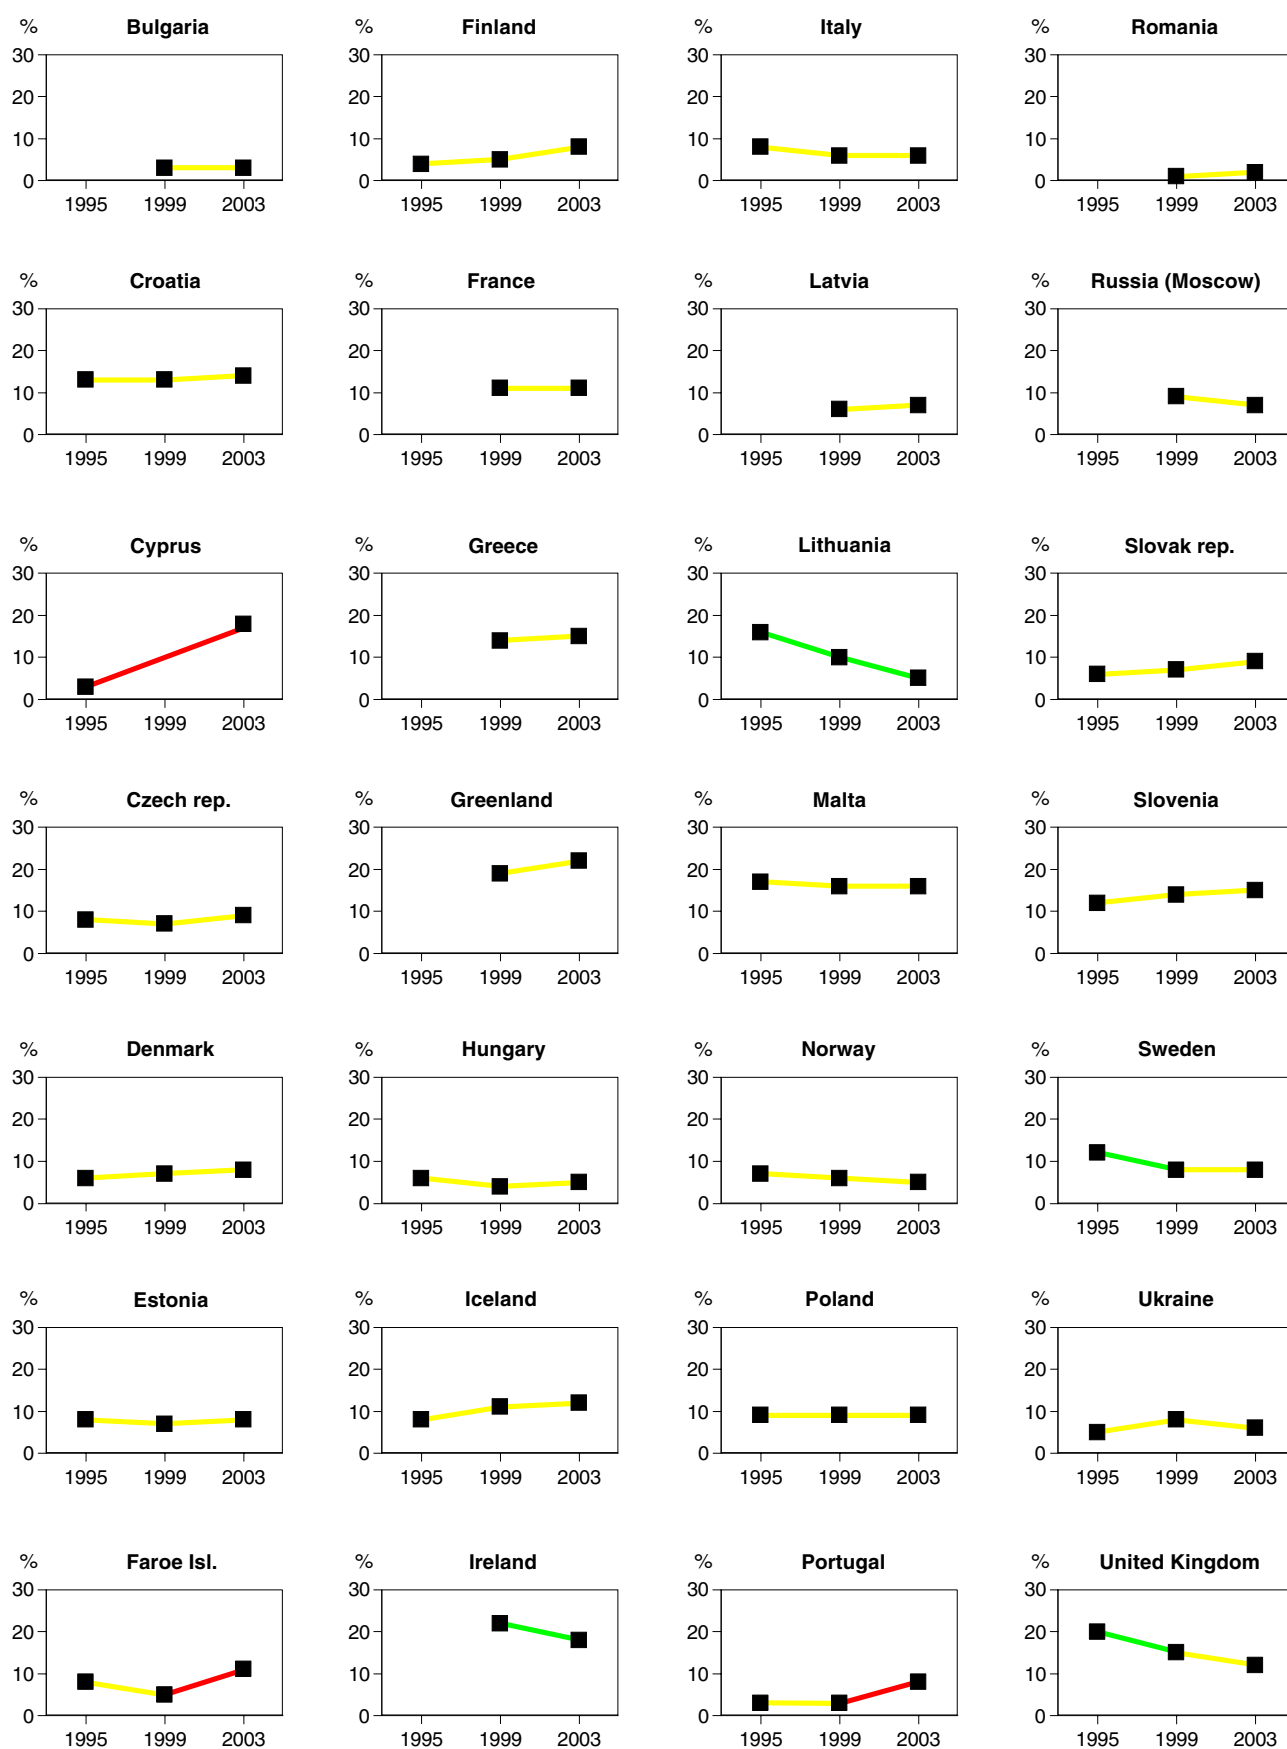 % Bulgaria % Finland % Italy % Romania
30 30 30 30
20 20 20 20
10 10 10 10
0 0 0 0
1995 1999 2003 1995 1999 2003 1995 1999 2003 1995 1999 2003
% Croatia % France % Latvia % Russia (Moscow)
30 30 30 30
20 20 20 20
10 10 10 10
0 0 0 0
1995 1999 2003 1995 1999 2003 1995 1999 2003 1995 1999 2003
% Cyprus % Greece % Lithuania % Slovak rep.
30 30 30 30
20 20 20 20
10 10 10 10
0 0 0 0
1995 1999 2003 1995 1999 2003 1995 1999 2003 1995 1999 2003
% Czech rep. % Greenland % Malta % Slovenia
30 30 30 30
20 20 20 20
10 10 10 10
0 0 0 0
1995 1999 2003 1995 1999 2003 1995 1999 2003 1995 1999 2003
% Denmark % Hungary % Norway % Sweden
30 30 30 30
20 20 20 20
10 10 10 10
0 0 0 0
1995 1999 2003 1995 1999 2003 1995 1999 2003 1995 1999 2003
% Estonia % Iceland % Poland % Ukraine
30 30 30 30
20 20 20 20
10 10 10 10
0 0 0 0
1995 1999 2003 1995 1999 2003 1995 1999 2003 1995 1999 2003
% Faroe Isl. % Ireland % Portugal % United Kingdom
30 30 30 30
20 20 20 20
10 10 10 10
0 0 0 0
1995 1999 2003 1995 1999 2003 1995 1999 2003 1995 1999 2003